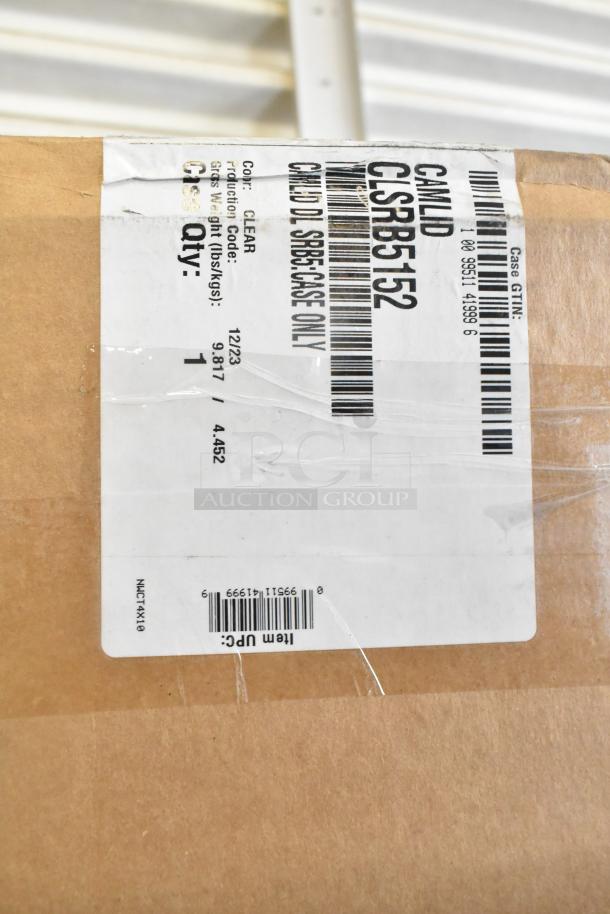 Case GTIN:
1 00 99511 41999 6
CAMLID
CLSRB5152
CAMLID DL SRB5:CASE ONLY
Color: CLEAR
Production Code: 12/23
Gross Weight (lbs/kgs): 9.817 / 4.452
Case Qty: 1
Item UPC:
0 99511 41999 9
NWCT4X10
PCI
AUCTION GROUP